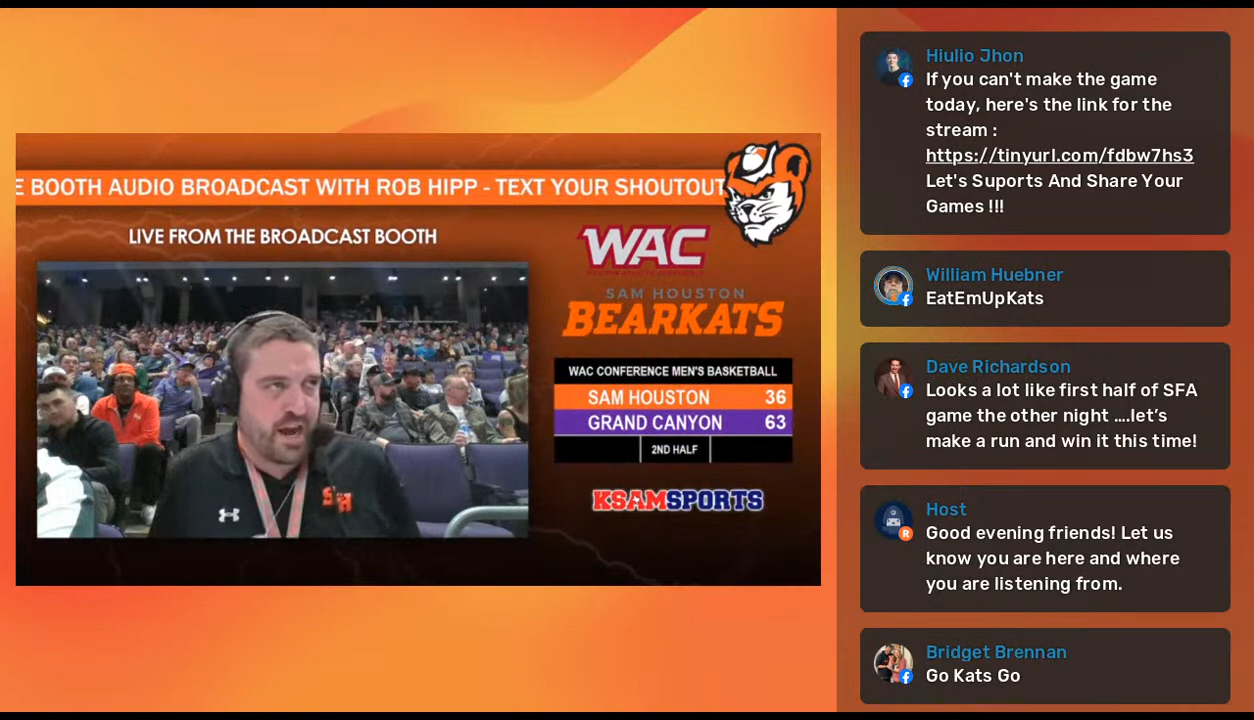 E BOOTH AUDIO BROADCAST WITH ROB HIPP - TEXT YOUR SHOUTOUT
LIVE FROM THE BROADCAST BOOTH
WAC
SAM HOUSTON
BEARKATS
WAC CONFERENCE MEN'S BASKETBALL
SAM HOUSTON 36
GRAND CANYON 63
2ND HALF
KSAMSPORTS
SH
Hiulio Jhon
If you can't make the game
today, here's the link for the
stream :
https://tinyurl.com/fdbw7hs3
Let's Suports And Share Your
Games !!!
William Huebner
EatEmUpKats
Dave Richardson
Looks a lot like first half of SFA
game the other night ....let's
make a run and win it this time!
Host
Good evening friends! Let us
know you are here and where
you are listening from.
R
Bridget Brennan
Go Kats Go